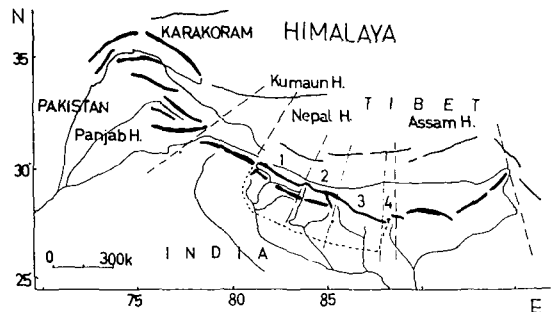 N
KARAKORAM HIMALAYA
35
Kumaun H.
PAKISTAN
T I B E T
Nepal H.
Panjab H.
Assam H.
1
30
2
3 4
0 300k
I N D I A
25
75 80 85
E